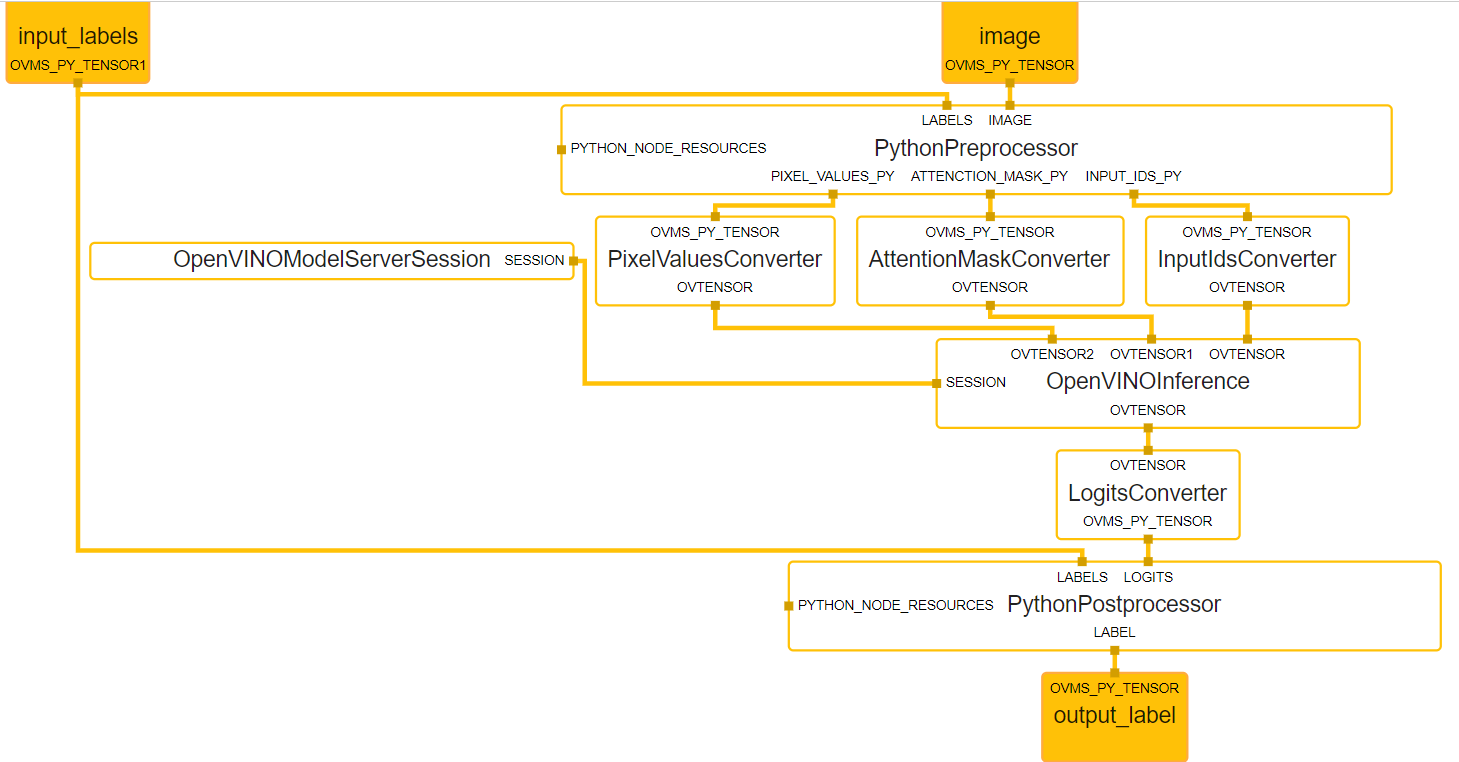 input_labels
OVMS_PY_TENSOR1
image
OVMS_PY_TENSOR
LABELS IMAGE
PYTHON_NODE_RESOURCES PythonPreprocessor
PIXEL_VALUES_PY ATTENCTION_MASK_PY INPUT_IDS_PY
OpenVINOModelServerSession SESSION
OVMS_PY_TENSOR
PixelValuesConverter
OVTENSOR
OVMS_PY_TENSOR
AttentionMaskConverter
OVTENSOR
OVMS_PY_TENSOR
InputIdsConverter
OVTENSOR
OVTENSOR2 OVTENSOR1 OVTENSOR
SESSION OpenVINOInference
OVTENSOR
OVTENSOR
LogitsConverter
OVMS_PY_TENSOR
LABELS LOGITS
PYTHON_NODE_RESOURCES PythonPostprocessor
LABEL
OVMS_PY_TENSOR
output_label